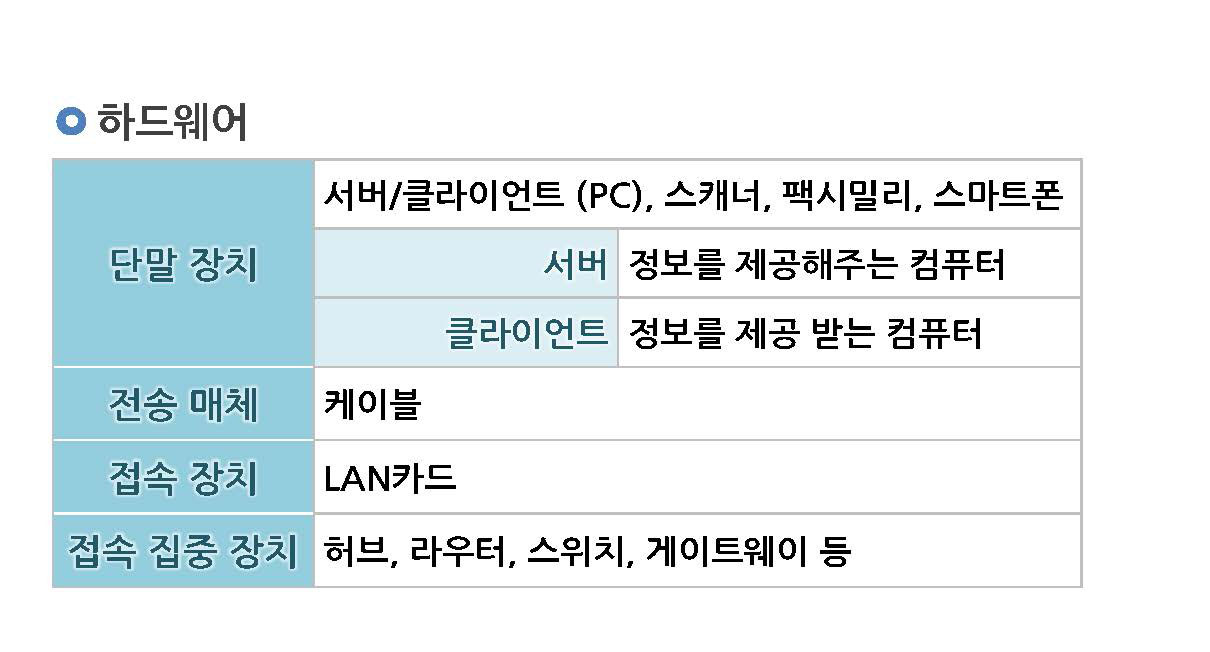 하드웨어
단말 장치
서버/클라이언트 (PC), 스캐너, 팩시밀리, 스마트폰
서버 정보를 제공해주는 컴퓨터
클라이언트 정보를 제공 받는 컴퓨터
전송 매체 케이블
접속 장치 LAN카드
접속 집중 장치 허브, 라우터, 스위치, 게이트웨이 등